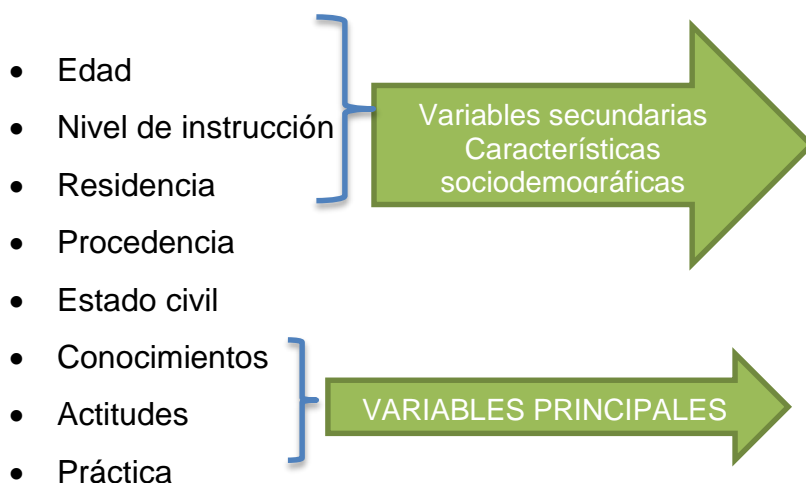 • Edad
• Nivel de instrucción
• Residencia
• Procedencia
• Estado civil
• Conocimientos
• Actitudes
• Práctica
Variables secundarias
Características
sociodemográficas
VARIABLES PRINCIPALES